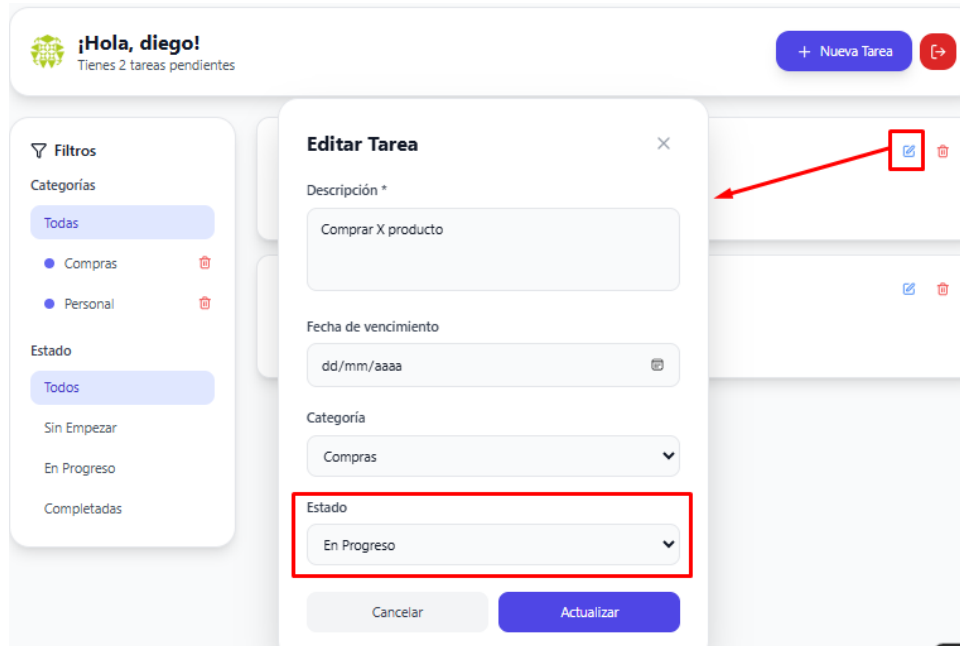 ¡Hola, diego!
Tienes 2 tareas pendientes
+ Nueva Tarea
Filtros
Categorías
Todas
Compras
Personal
Estado
Todos
Sin Empezar
En Progreso
Completadas
Editar Tarea
Descripción *
Comprar X producto
Fecha de vencimiento
dd/mm/aaaa
Categoría
Compras
Estado
En Progreso
Cancelar
Actualizar